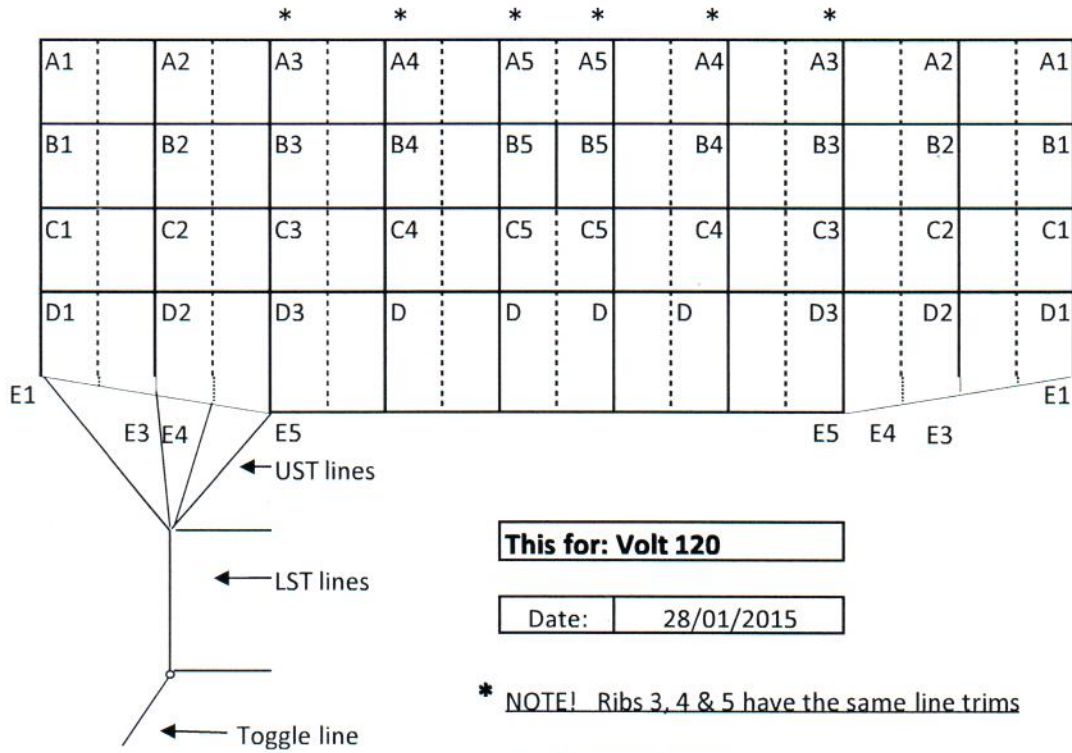 * * * * * *
A1 A2 A3 A4 A5 A5 A4 A3 A2 A1
B1 B2 B3 B4 B5 B5 B4 B3 B2 B1
C1 C2 C3 C4 C5 C5 C4 C3 C2 C1
D1 D2 D3 D D D D D3 D2 D1
E1 E1
E3 E4 E5 E5 E4 E3
UST lines
This for: Volt 120
LST lines
Date: 28/01/2015
* NOTE! Ribs 3, 4 & 5 have the same line trims
Toggle line